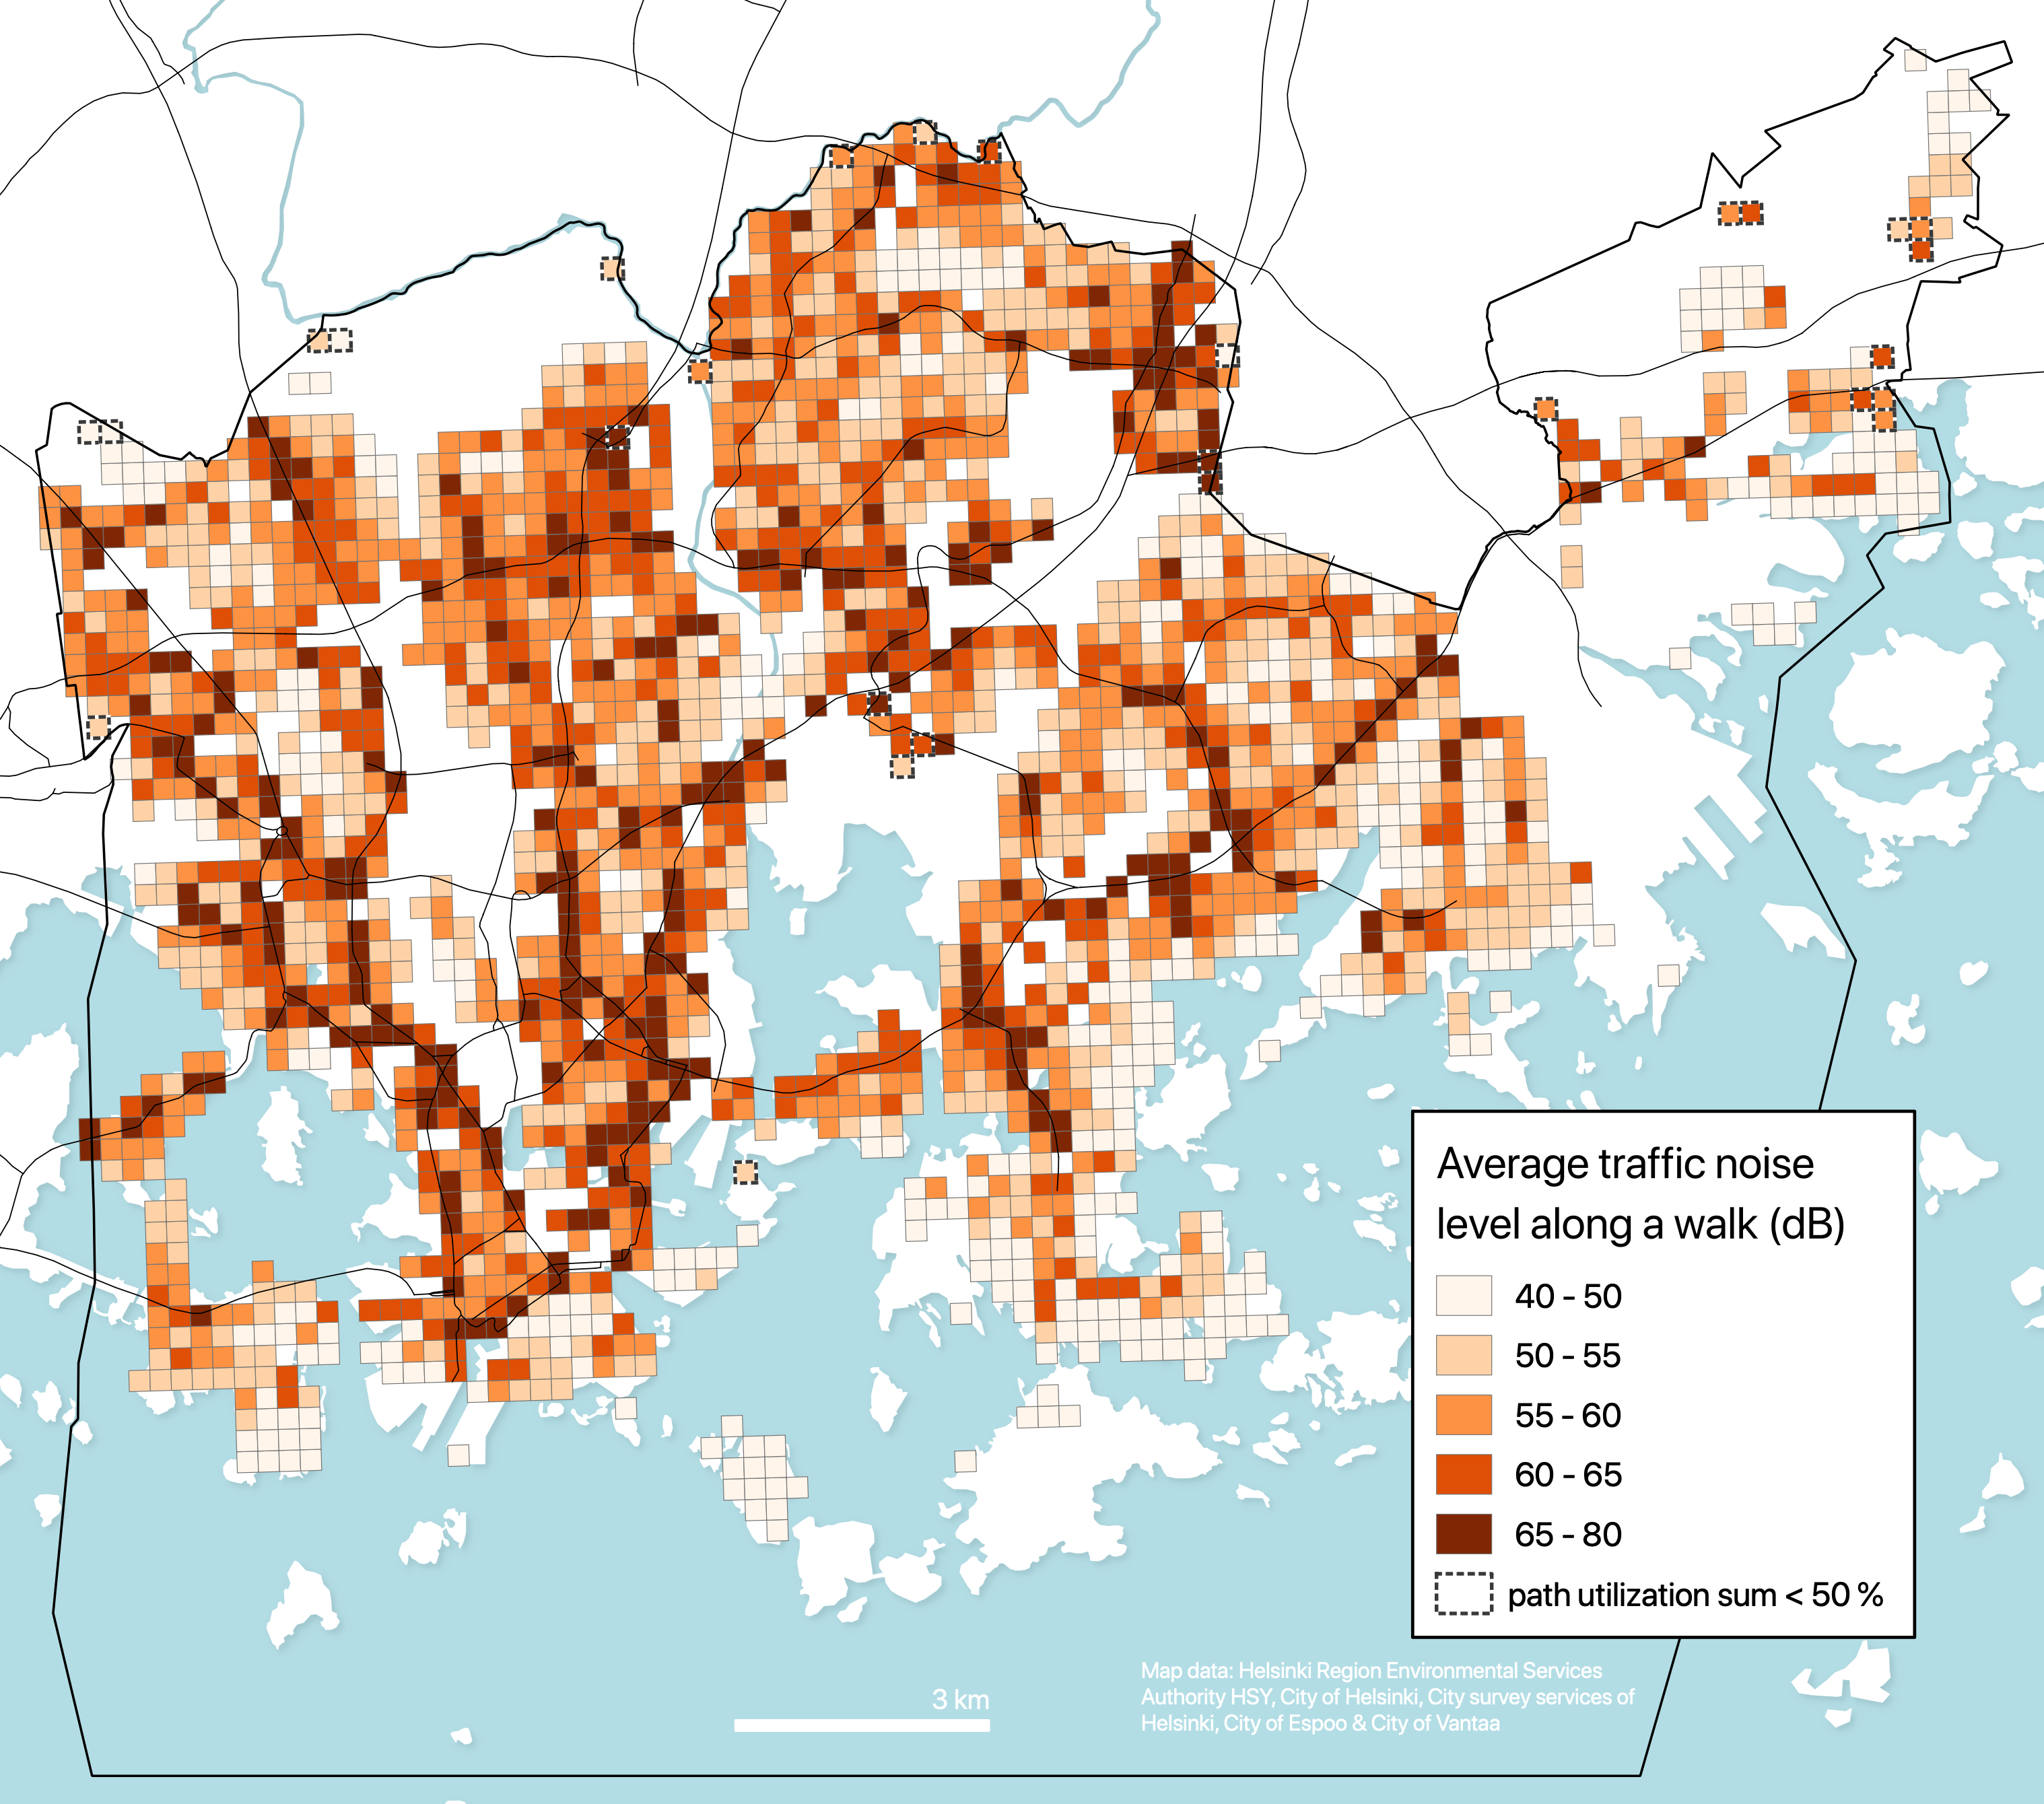 Average traffic noise
level along a walk (dB)
40 - 50
50 - 55
55 - 60
60 - 65
65 - 80
path utilization sum < 50 %
3 km
Map data: Helsinki Region Environmental Services
Authority HSY, City of Helsinki, City survey services of
Helsinki, City of Espoo & City of Vantaa